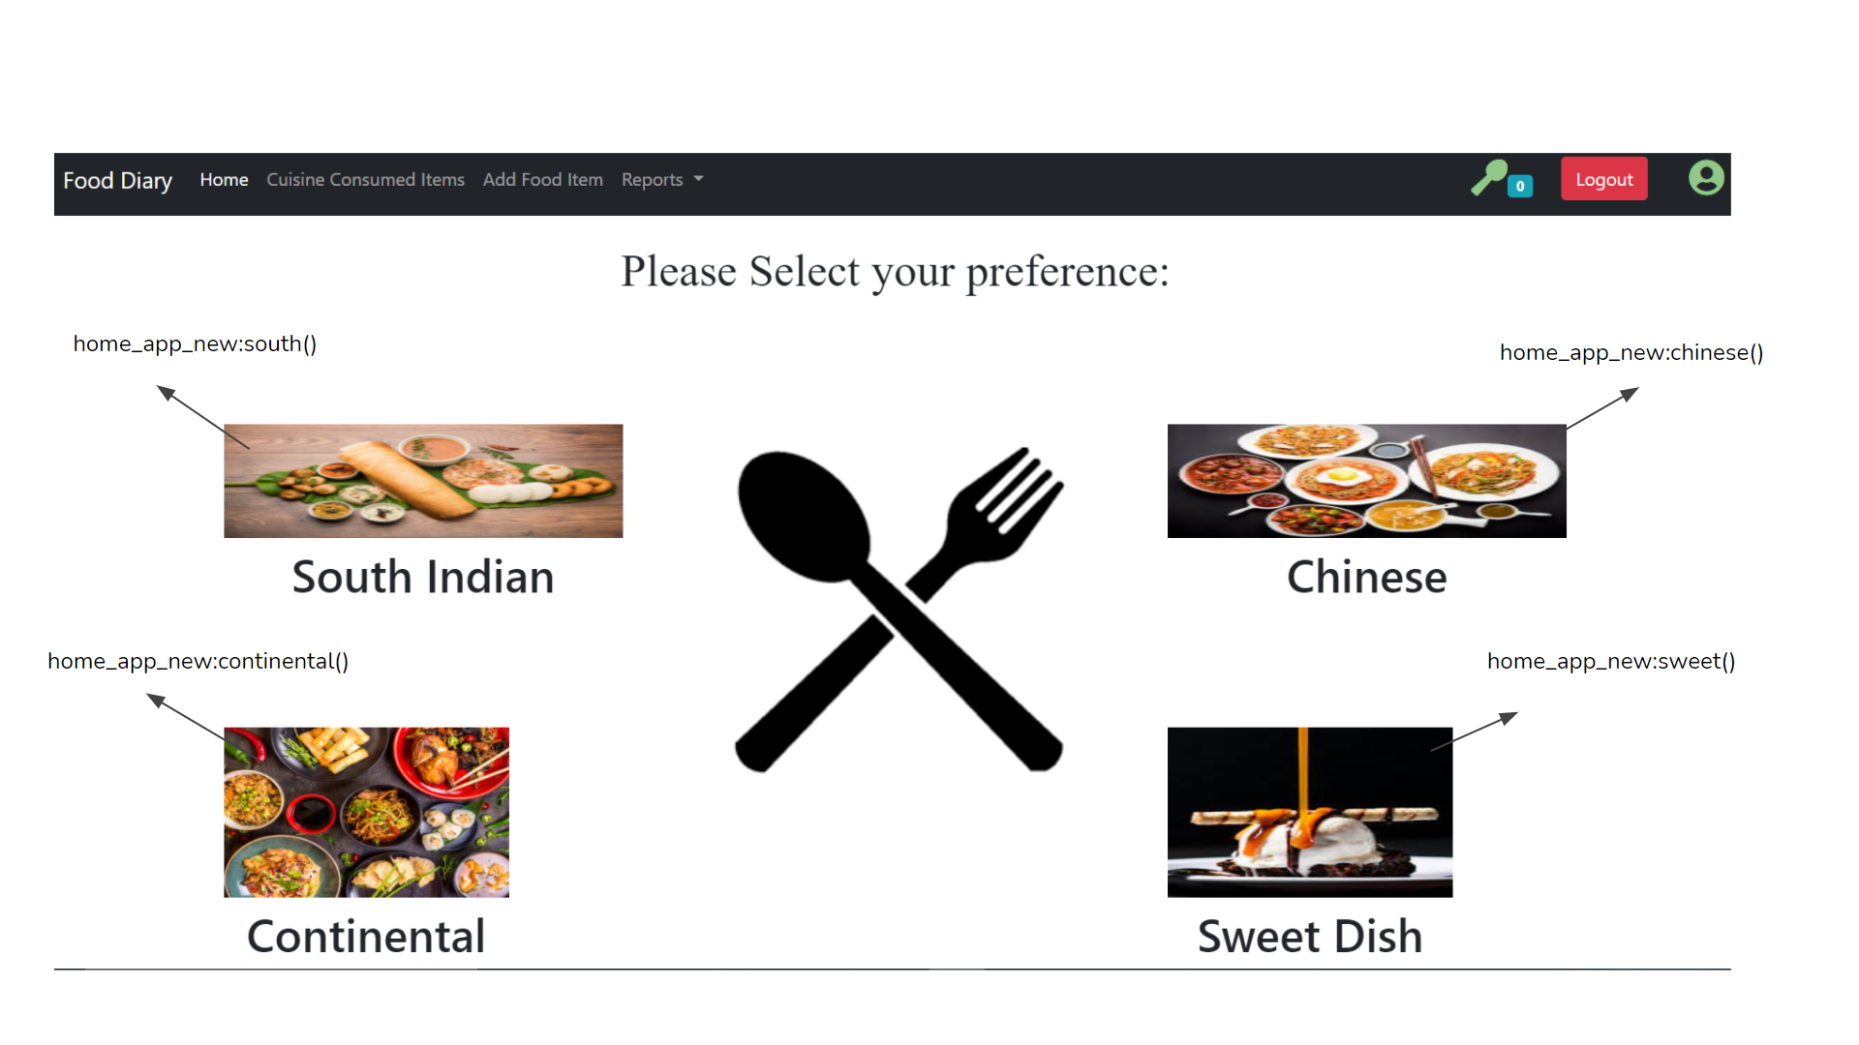 Food Diary Home Cuisine Consumed Items Add Food Item Reports 0 Logout
Please Select your preference:
home_app_new:south()
home_app_new:chinese()
South Indian
Chinese
home_app_new:continental()
home_app_new:sweet()
Continental
Sweet Dish